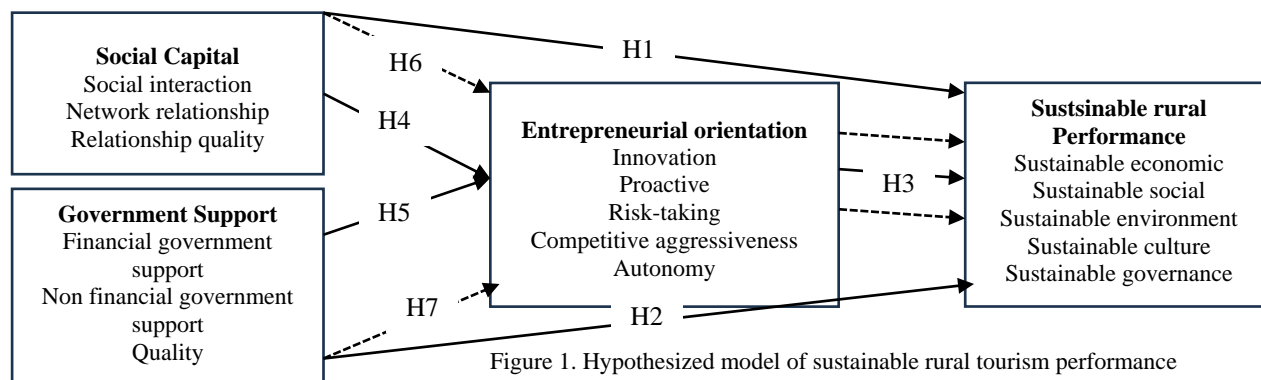 Social Capital
Social interaction
Network relationship
Relationship quality
Government Support
Financial government
support
Non financial government
support
Quality
H6
H4
H5
H7
H1
H2
Entrepreneurial orientation
Innovation
Proactive
Risk-taking
Competitive aggressiveness
Autonomy
H3
Sustsinable rural
Performance
Sustainable economic
Sustainable social
Sustainable environment
Sustainable culture
Sustainable governance
Figure 1. Hypothesized model of sustainable rural tourism performance